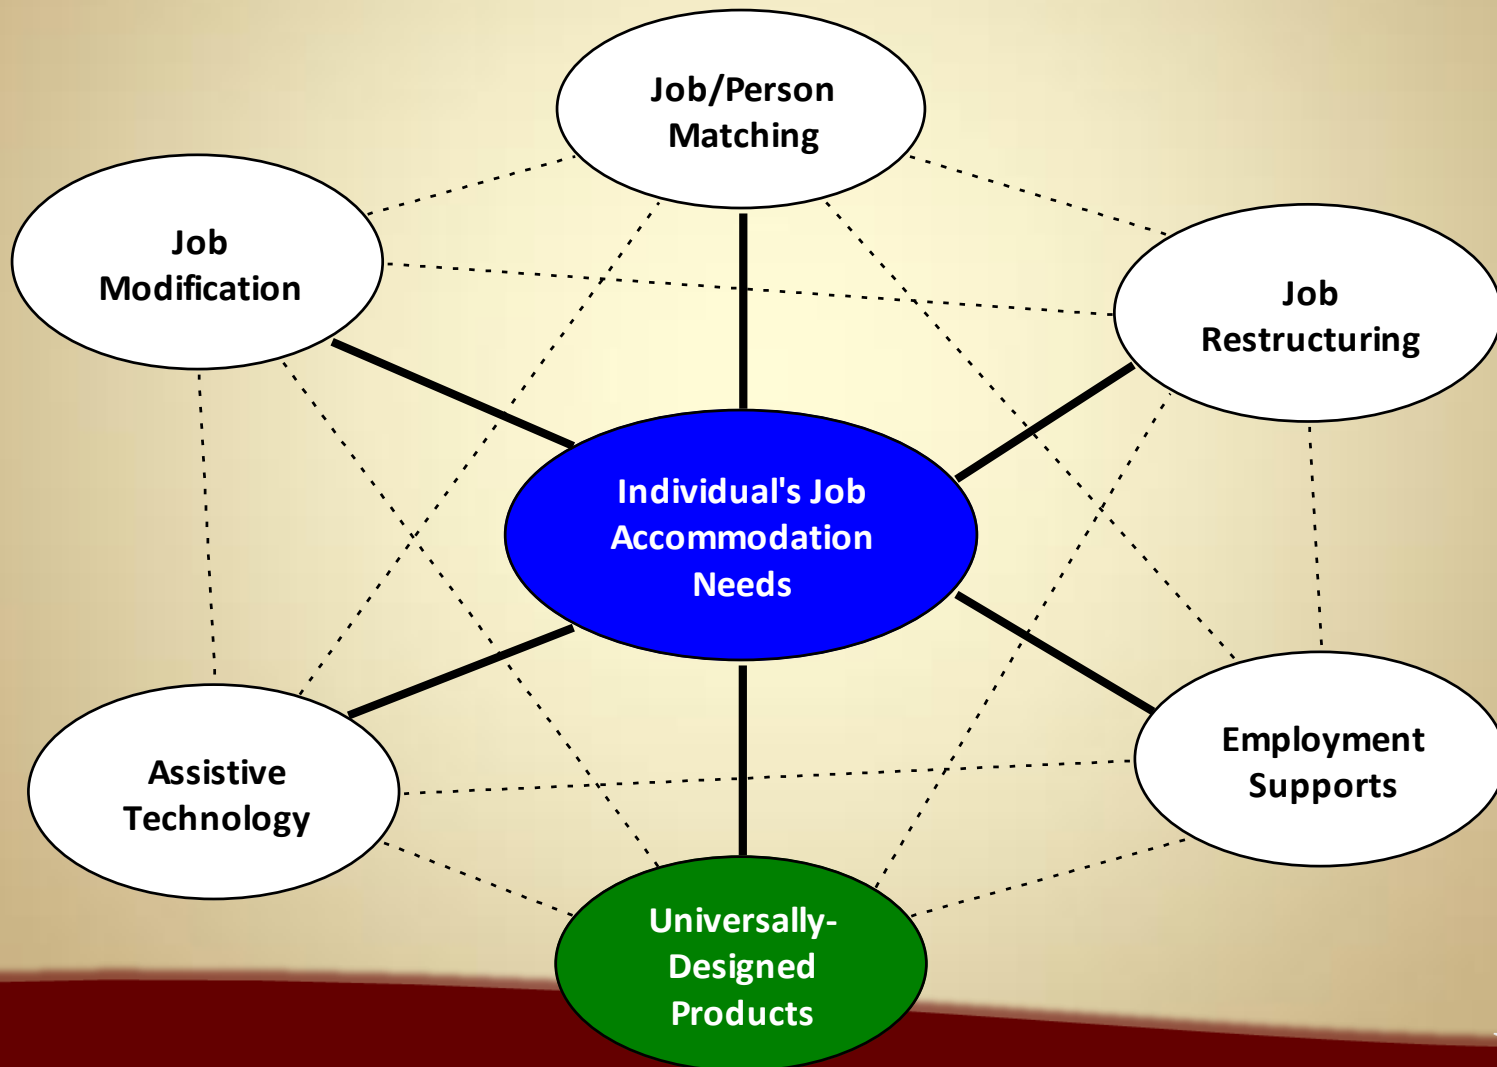 Job/Person
Matching
Job
Modification
Job
Restructuring
Individual's Job
Accommodation
Needs
Assistive
Technology
Employment
Supports
Universally-
Designed
Products